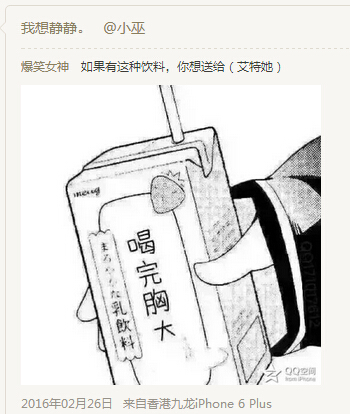 我想静静。 @小巫
爆笑女神 如果有这种饮料，你想送给（艾特她）
喝完胸大
まろやかな乳飲料
QQ空间
from iPhone
2016年02月26日 来自香港九龙iPhone 6 Plus